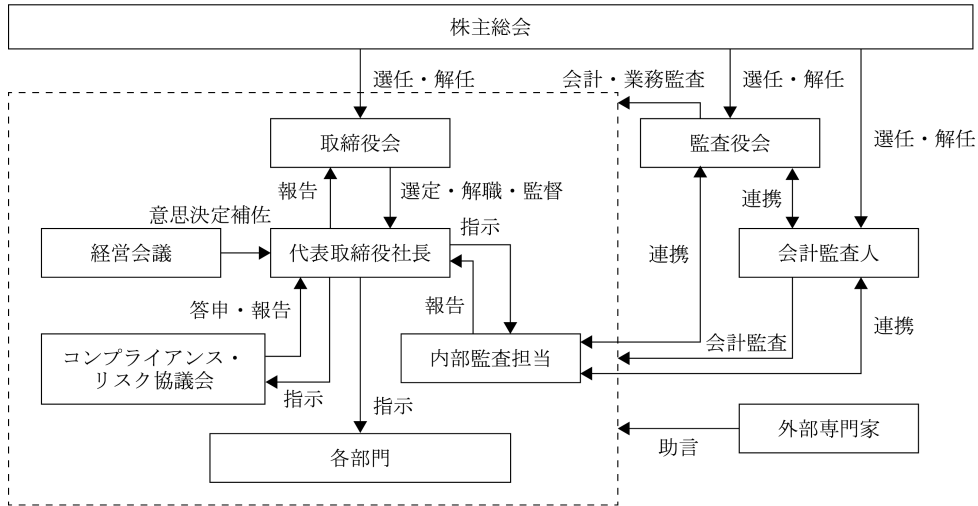 株主総会
選任・解任
会計・業務監査
選任・解任
選任・解任
取締役会
監査役会
報告
選定・解職・監督
連携
意思決定補佐
指示
経営会議
代表取締役社長
連携
会計監査人
答申・報告
報告
連携
コンプライアンス・
リスク協議会
内部監査担当
会計監査
指示
指示
各部門
助言
外部専門家